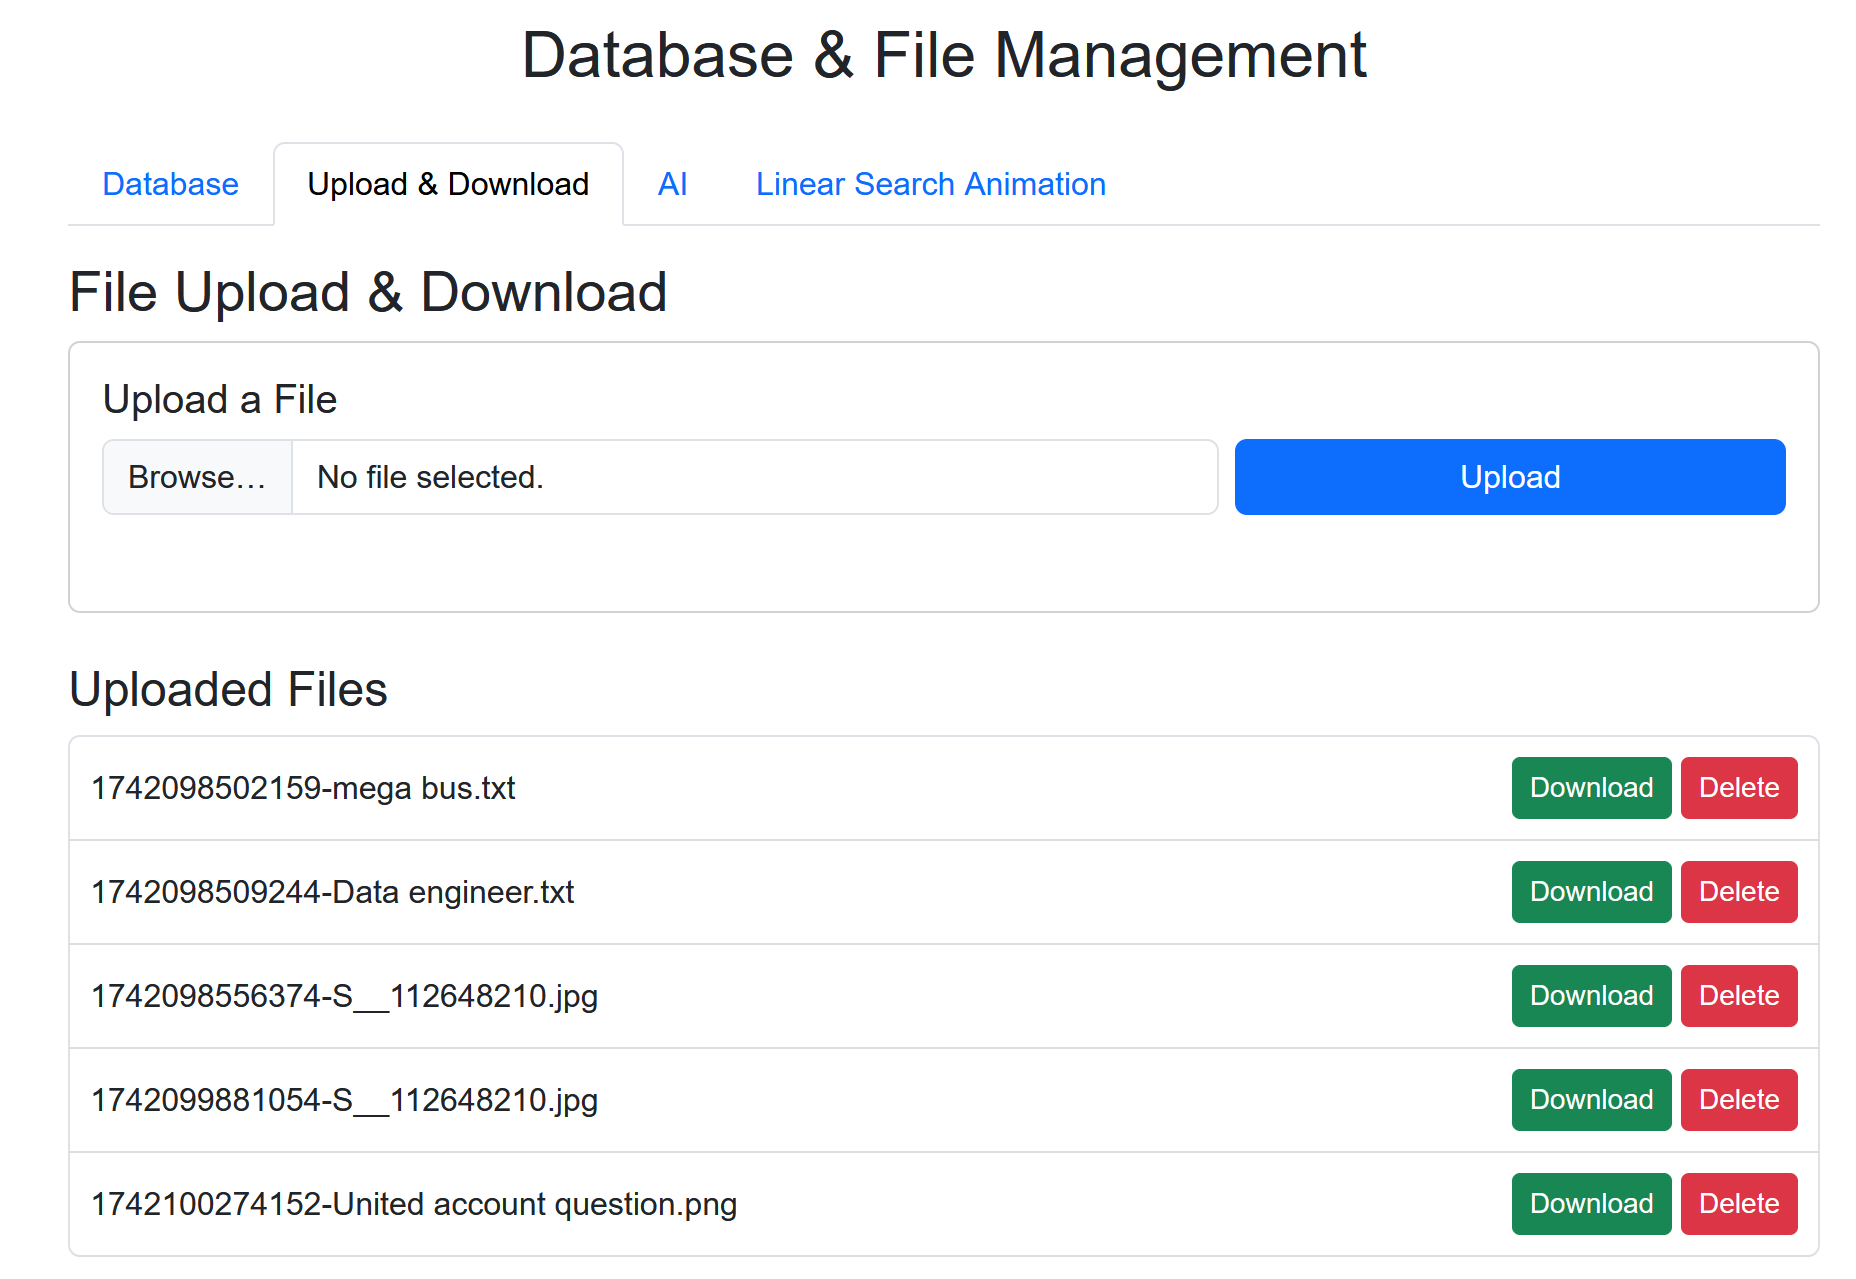 Database & File Management
Database Upload & Download AI Linear Search Animation
File Upload & Download
Upload a File
Browse… No file selected. Upload
Uploaded Files
1742098502159-mega bus.txt Download Delete
1742098509244-Data engineer.txt Download Delete
1742098556374-S__112648210.jpg Download Delete
1742099881054-S__112648210.jpg Download Delete
1742100274152-United account question.png Download Delete